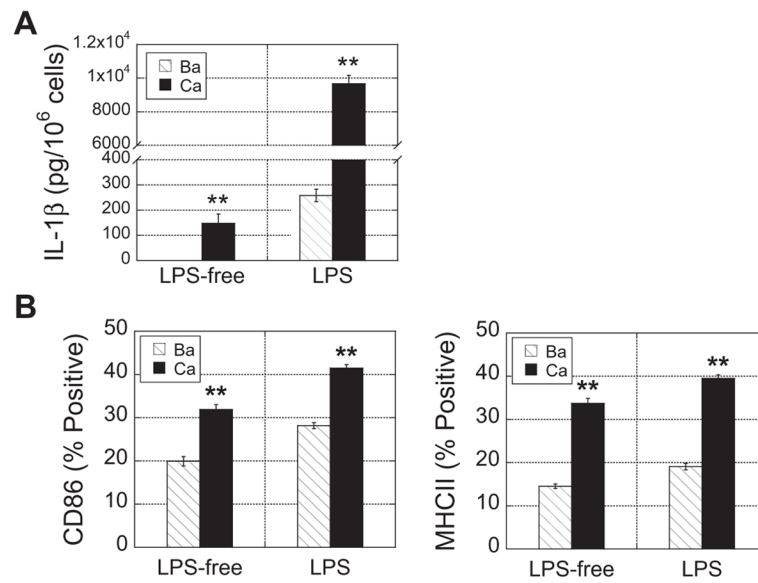 A
IL-1β (pg/10⁶ cells)
1.2x10⁴
10⁴
8000
6000
400
300
200
100
0
Ba
Ca
**
**
LPS-free
LPS
B
CD86 (% Positive)
50
40
30
20
10
0
Ba
Ca
**
**
LPS-free
LPS
MHCII (% Positive)
50
40
30
20
10
0
Ba
Ca
**
**
LPS-free
LPS